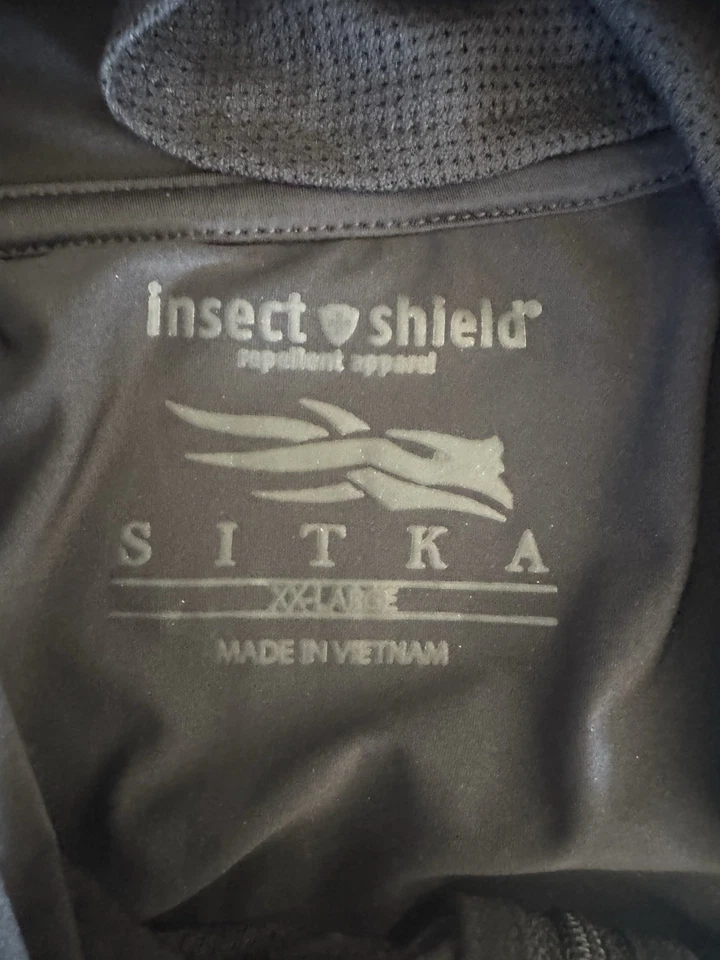 insect shield®
repellent apparel
SITKA
XX-LARGE
MADE IN VIETNAM